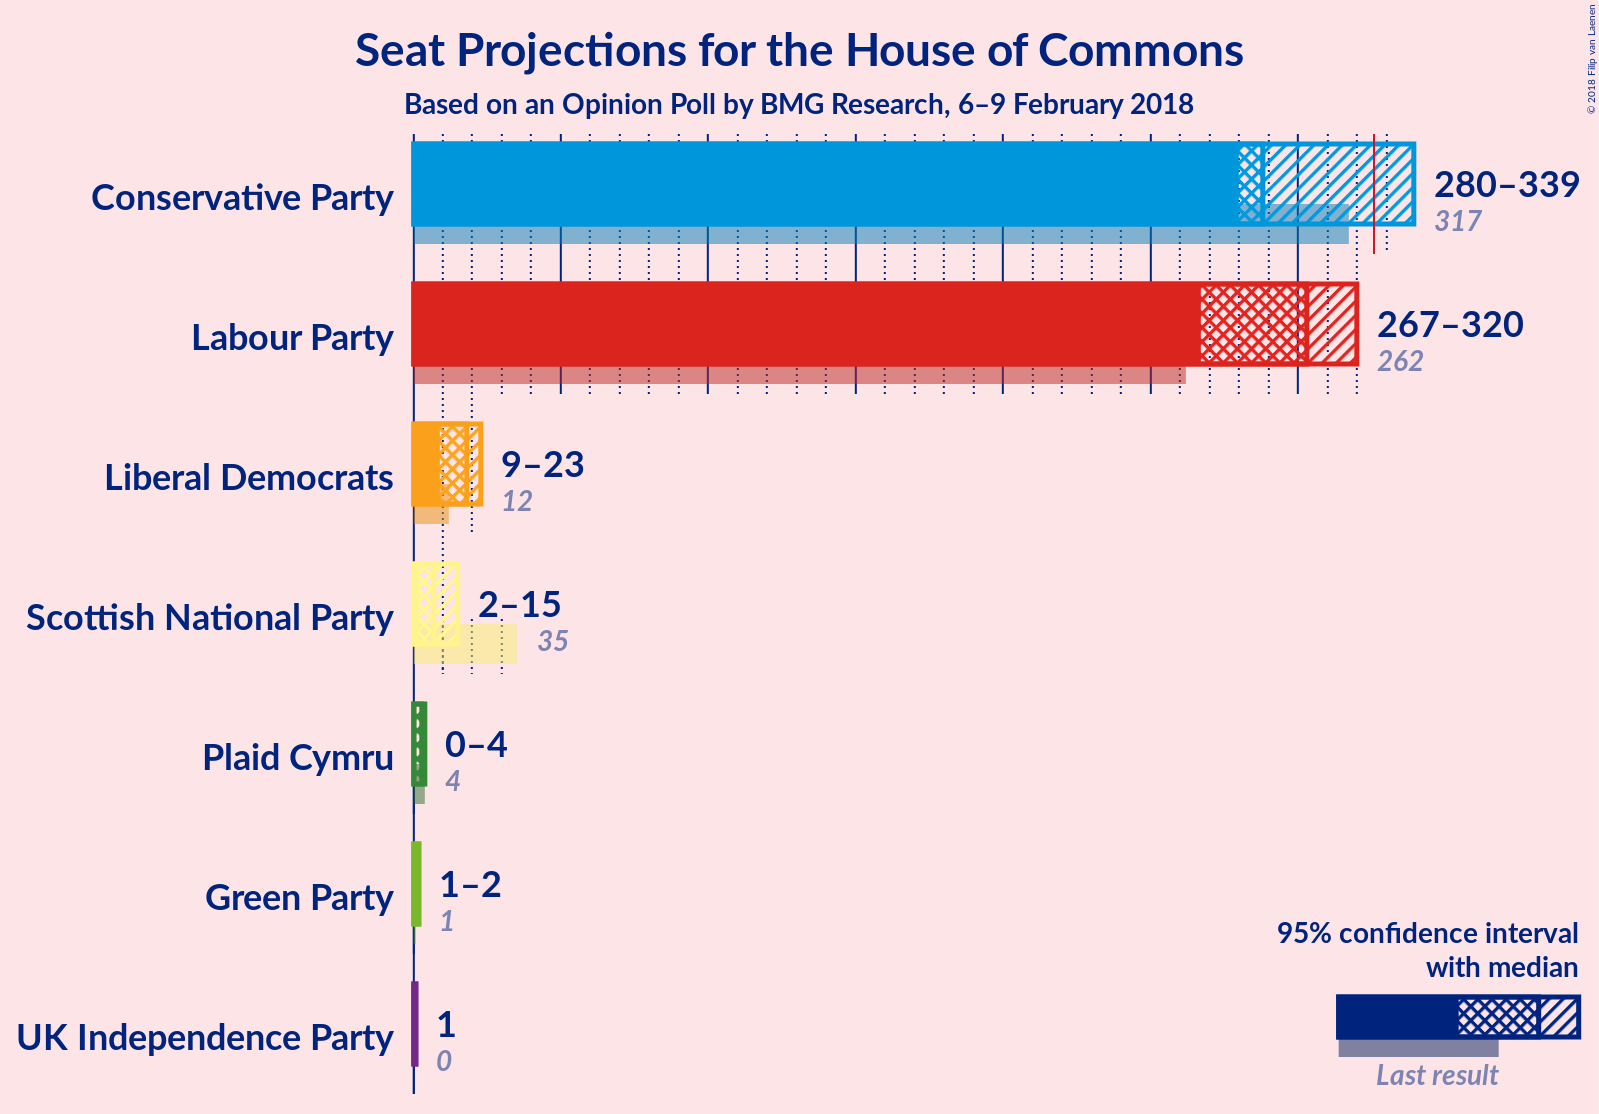 Seat Projections for the House of Commons
Based on an Opinion Poll by BMG Research, 6–9 February 2018
© 2018 Filip van Laenen
Conservative Party
280–339
317
Labour Party
267–320
262
Liberal Democrats
9–23
12
Scottish National Party
2–15
35
Plaid Cymru
0–4
4
Green Party
1–2
1
UK Independence Party
1
0
95% confidence interval
with median
Last result